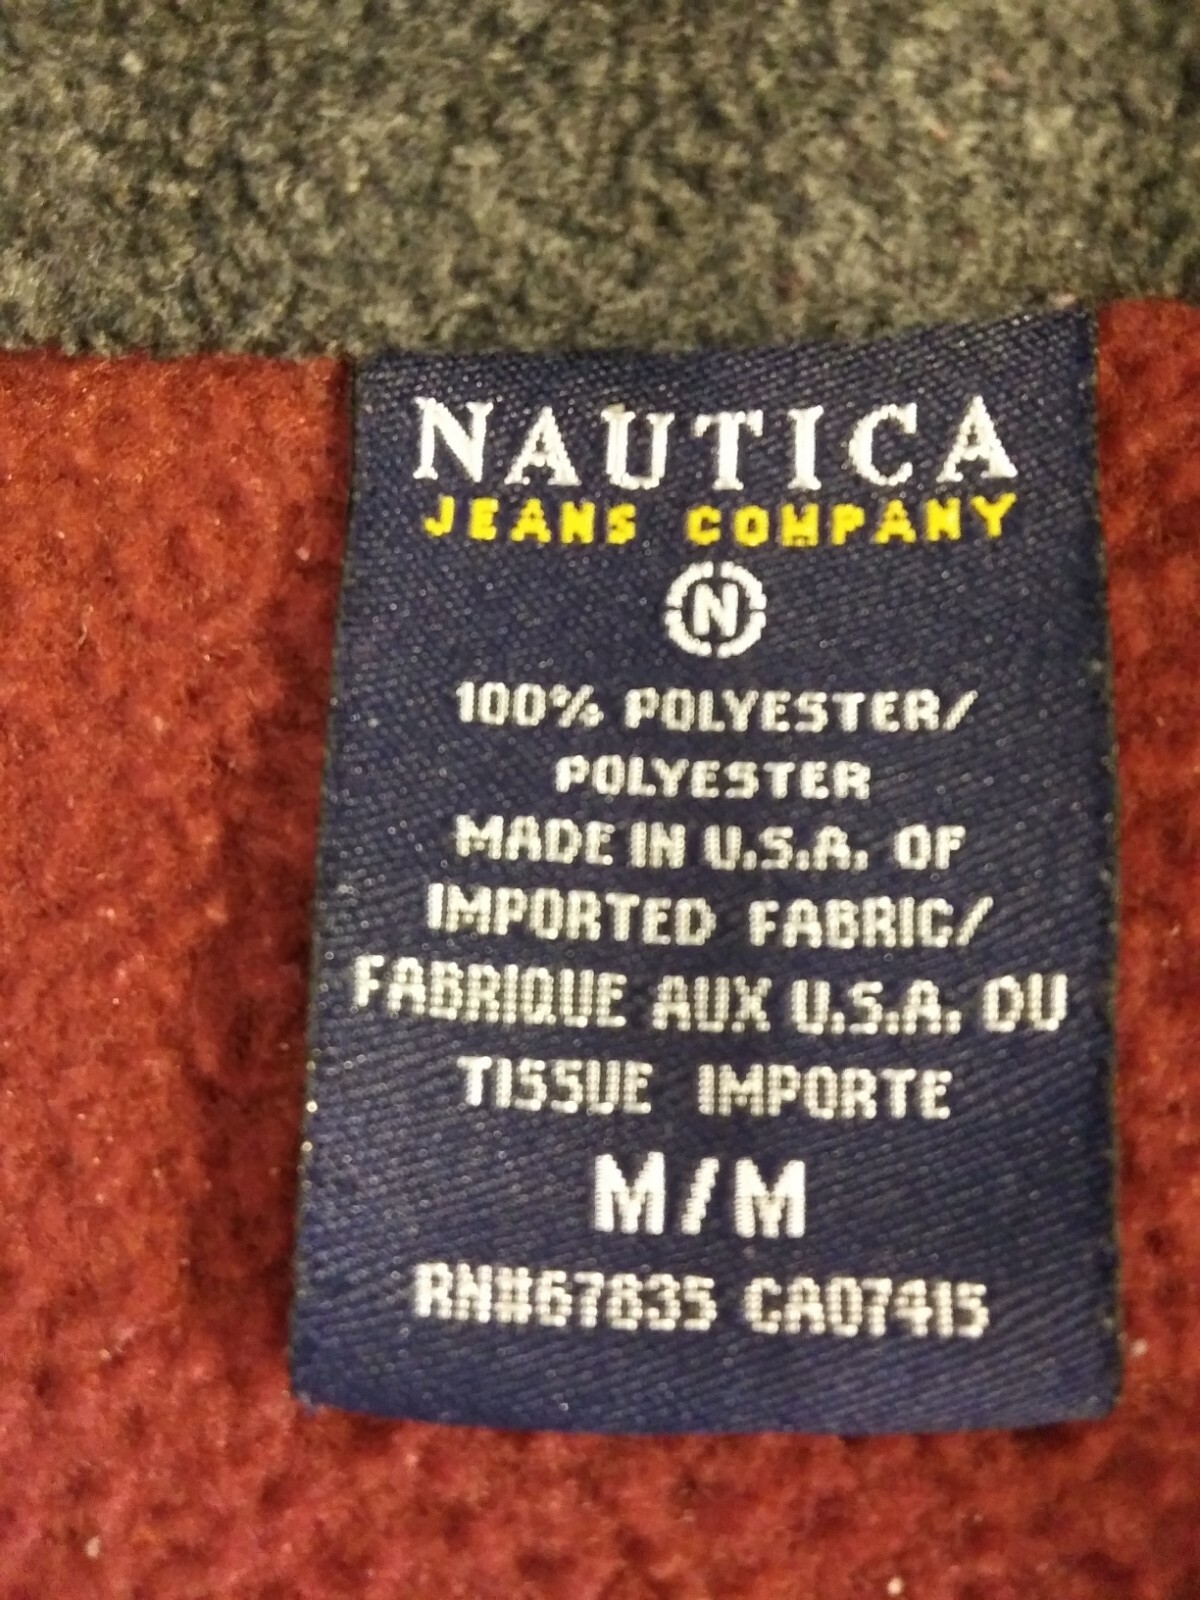 NAUTICA
JEANS COMPANY
N
100% POLYESTER/
POLYESTER
MADE IN U.S.A. OF
IMPORTED FABRIC/
FABRIQUE AUX U.S.A. DU
TISSUE IMPORTE
M/M
RN#67835 CA07415